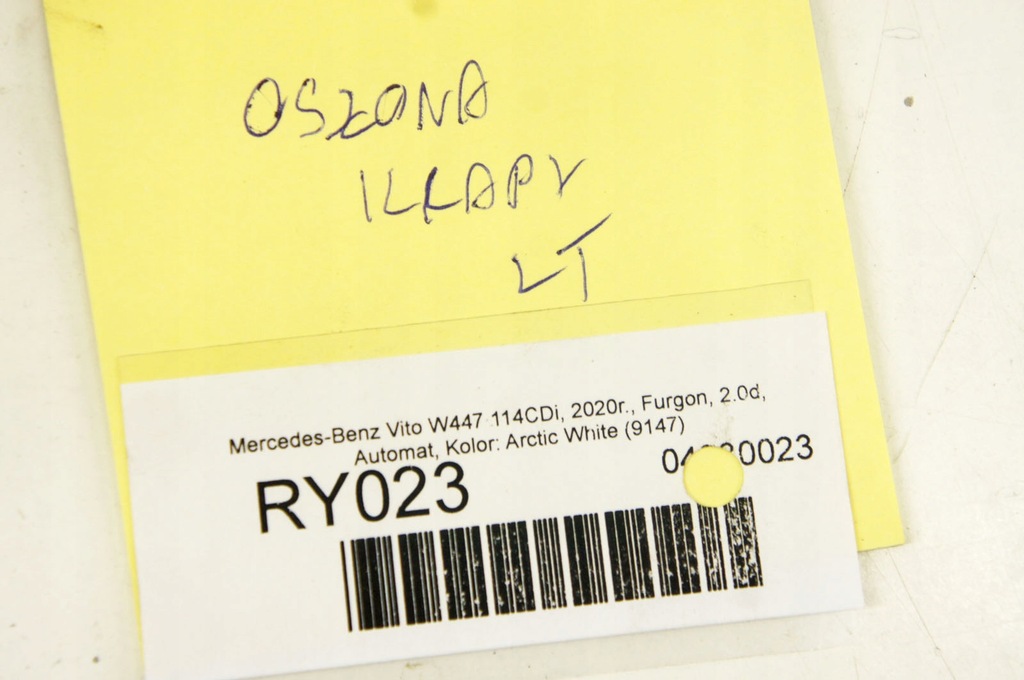 OSŁONA
KLAPY
LT
Mercedes-Benz Vito W447 114CDi, 2020r., Furgon, 2.0d,
Automat, Kolor: Arctic White (9147)
RY023